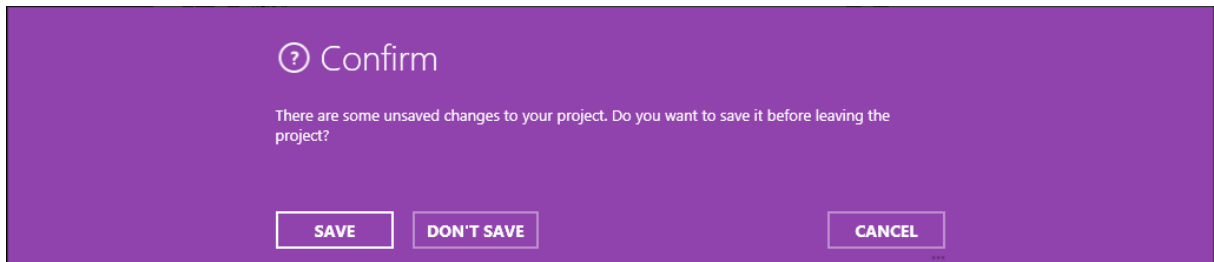 Confirm
There are some unsaved changes to your project. Do you want to save it before leaving the
project?
SAVE DON'T SAVE CANCEL